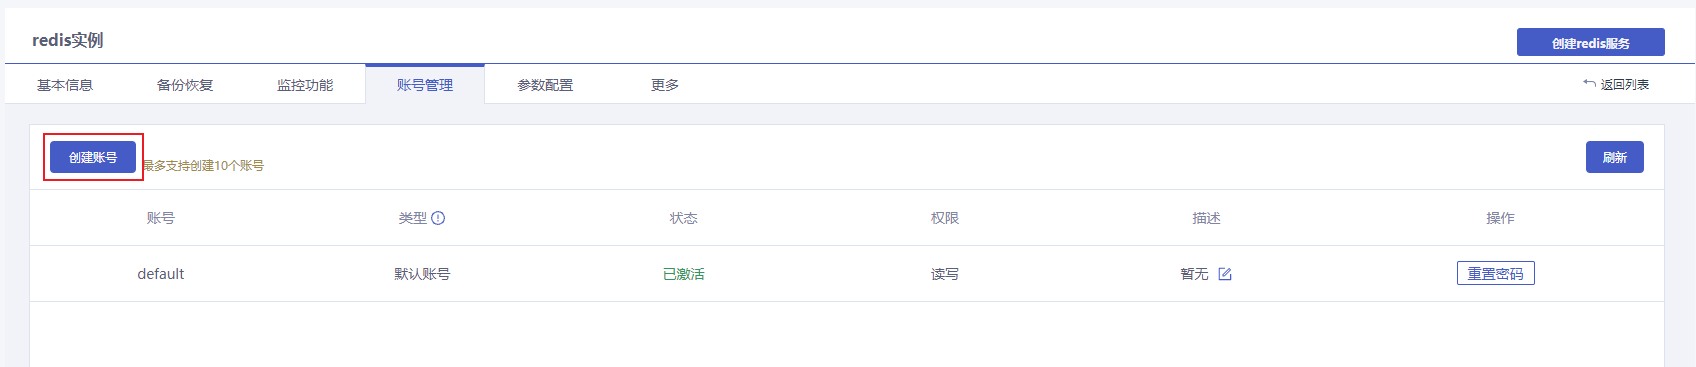 redis实例
创建redis服务
基本信息 备份恢复 监控功能 账号管理 参数配置 更多 返回列表
创建账号 最多支持创建10个账号 刷新
账号 类型 状态 权限 描述 操作
default 默认账号 已激活 读写 暂无 重置密码